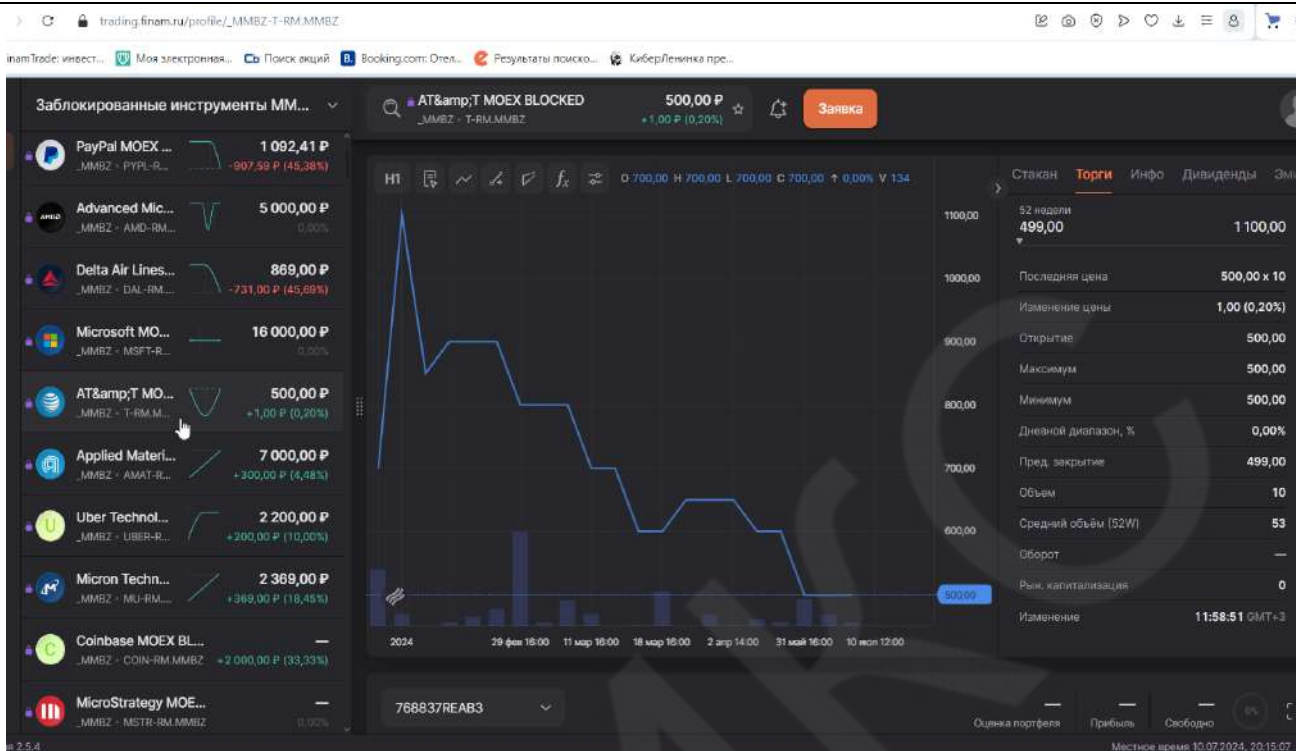 trading.finam.ru/profile/_MMBZ-T-RM.MMBZ
inamTrade: инвест...
Моя электронная...
Поиск акций
Booking.com: Отел...
Результаты поиско...
КиберЛенинка пре...
Заблокированные инструменты ММ...
AT&amp;T MOEX BLOCKED
_MMBZ - T-RM.MMBZ
500,00 ₽
+1,00 ₽ (0,20%)
Заявка
PayPal MOEX ...
1 092,41 ₽
_MMBZ - PYPL-R...
-907,59 ₽ (45,38%)
Advanced Mic...
5 000,00 ₽
_MMBZ - AMD-RM...
0,00%
Delta Air Lines...
869,00 ₽
_MMBZ - DAL-RM....
-731,00 ₽ (45,69%)
Microsoft MO...
16 000,00 ₽
_MMBZ - MSFT-R...
0,00%
AT&amp;T MO...
500,00 ₽
_MMBZ - T-RM.M...
+1,00 ₽ (0,20%)
Applied Materi...
7 000,00 ₽
_MMBZ - AMAT-R...
+300,00 ₽ (4,48%)
Uber Technol...
2 200,00 ₽
_MMBZ - UBER-R...
+200,00 ₽ (10,00%)
Micron Techn...
2 369,00 ₽
_MMBZ - MU-RM....
+369,00 ₽ (18,45%)
Coinbase MOEX BL...
—
_MMBZ - COIN-RM.MMBZ
+2 000,00 ₽ (33,33%)
MicroStrategy MOE...
—
_MMBZ - MSTR-RM.MMBZ
0,00%
H1
O 700,00 H 700,00 L 700,00 C 700,00 ↑ 0,00% V 134
1100,00
1000,00
900,00
800,00
700,00
600,00
500,00
2024
29 фев 16:00
11 мар 16:00
18 мар 16:00
2 апр 14:00
31 май 16:00
10 июл 12:00
Стакан
Торги
Инфо
Дивиденды
Эми
52 недели
499,00
1 100,00
Последняя цена
500,00 x 10
Изменение цены
1,00 (0,20%)
Открытие
500,00
Максимум
500,00
Минимум
500,00
Дневной диапазон, %
0,00%
Пред. закрытие
499,00
Объем
10
Средний объём (52W)
53
Оборот
—
Рын. капитализация
0
Изменение
11:58:51 GMT+3
768837REAB3
—
Оценка портфеля
—
Прибыль
—
Свободно
0%
2.5.4
Местное время 10.07.2024, 20:15:07